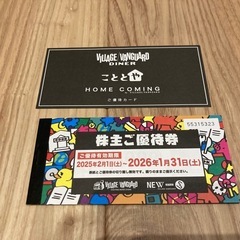 VILLAGE VANGUARD
DINER
ことと
HOME COMING
ご優待カード
55315323
株主ご優待券
ご優待有効期限
2025年2月1日(土)〜2026年1月31日(土)
VILLAGE VANGUARD
NEW